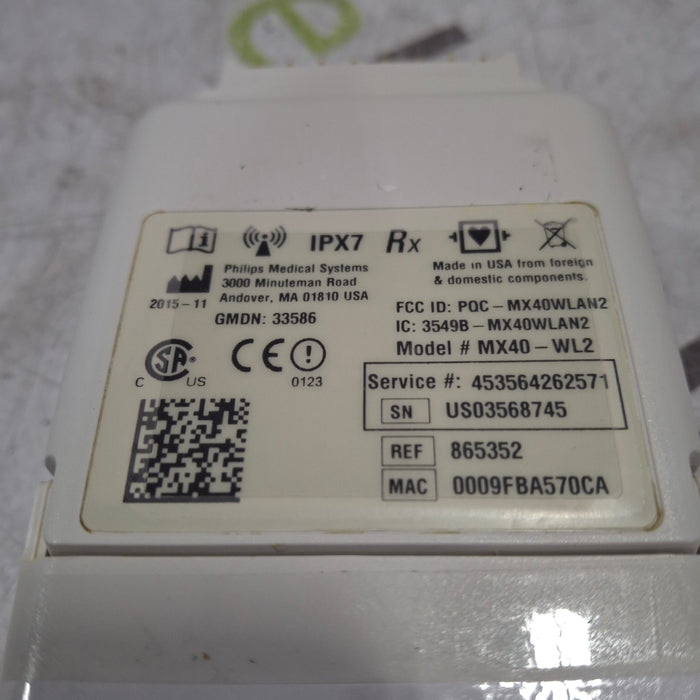 IPX7 Rx
Philips Medical Systems
3000 Minuteman Road
Andover, MA 01810 USA
2015-11
GMDN: 33586
Made in USA from foreign
& domestic components.
FCC ID: PQC-MX40WLAN2
IC: 3549B-MX40WLAN2
Model # MX40-WL2
C SA ® US
CE
0123
Service #: 453564262571
SN US03568745
REF 865352
MAC 0009FBA570CA